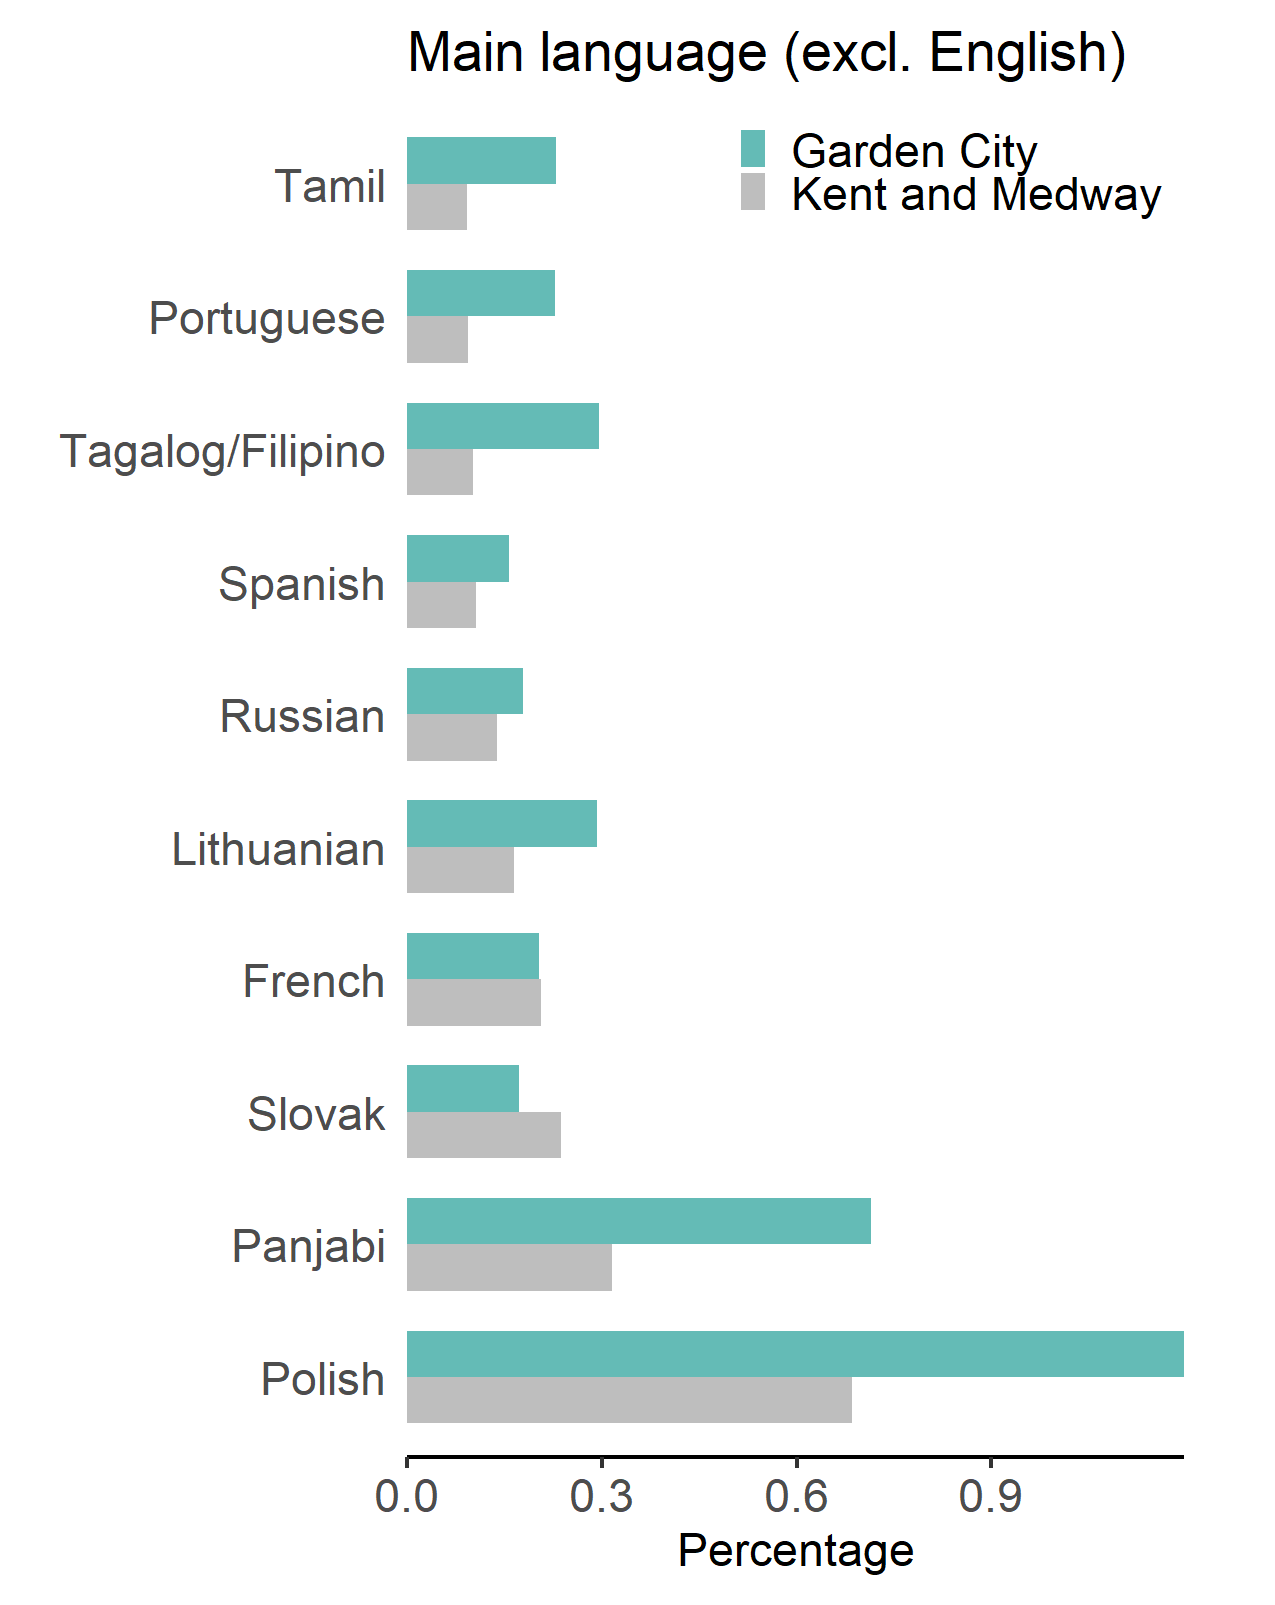 Main language (excl. English)
Garden City
Kent and Medway
Tamil
Portuguese
Tagalog/Filipino
Spanish
Russian
Lithuanian
French
Slovak
Panjabi
Polish
0.0 0.3 0.6 0.9
Percentage